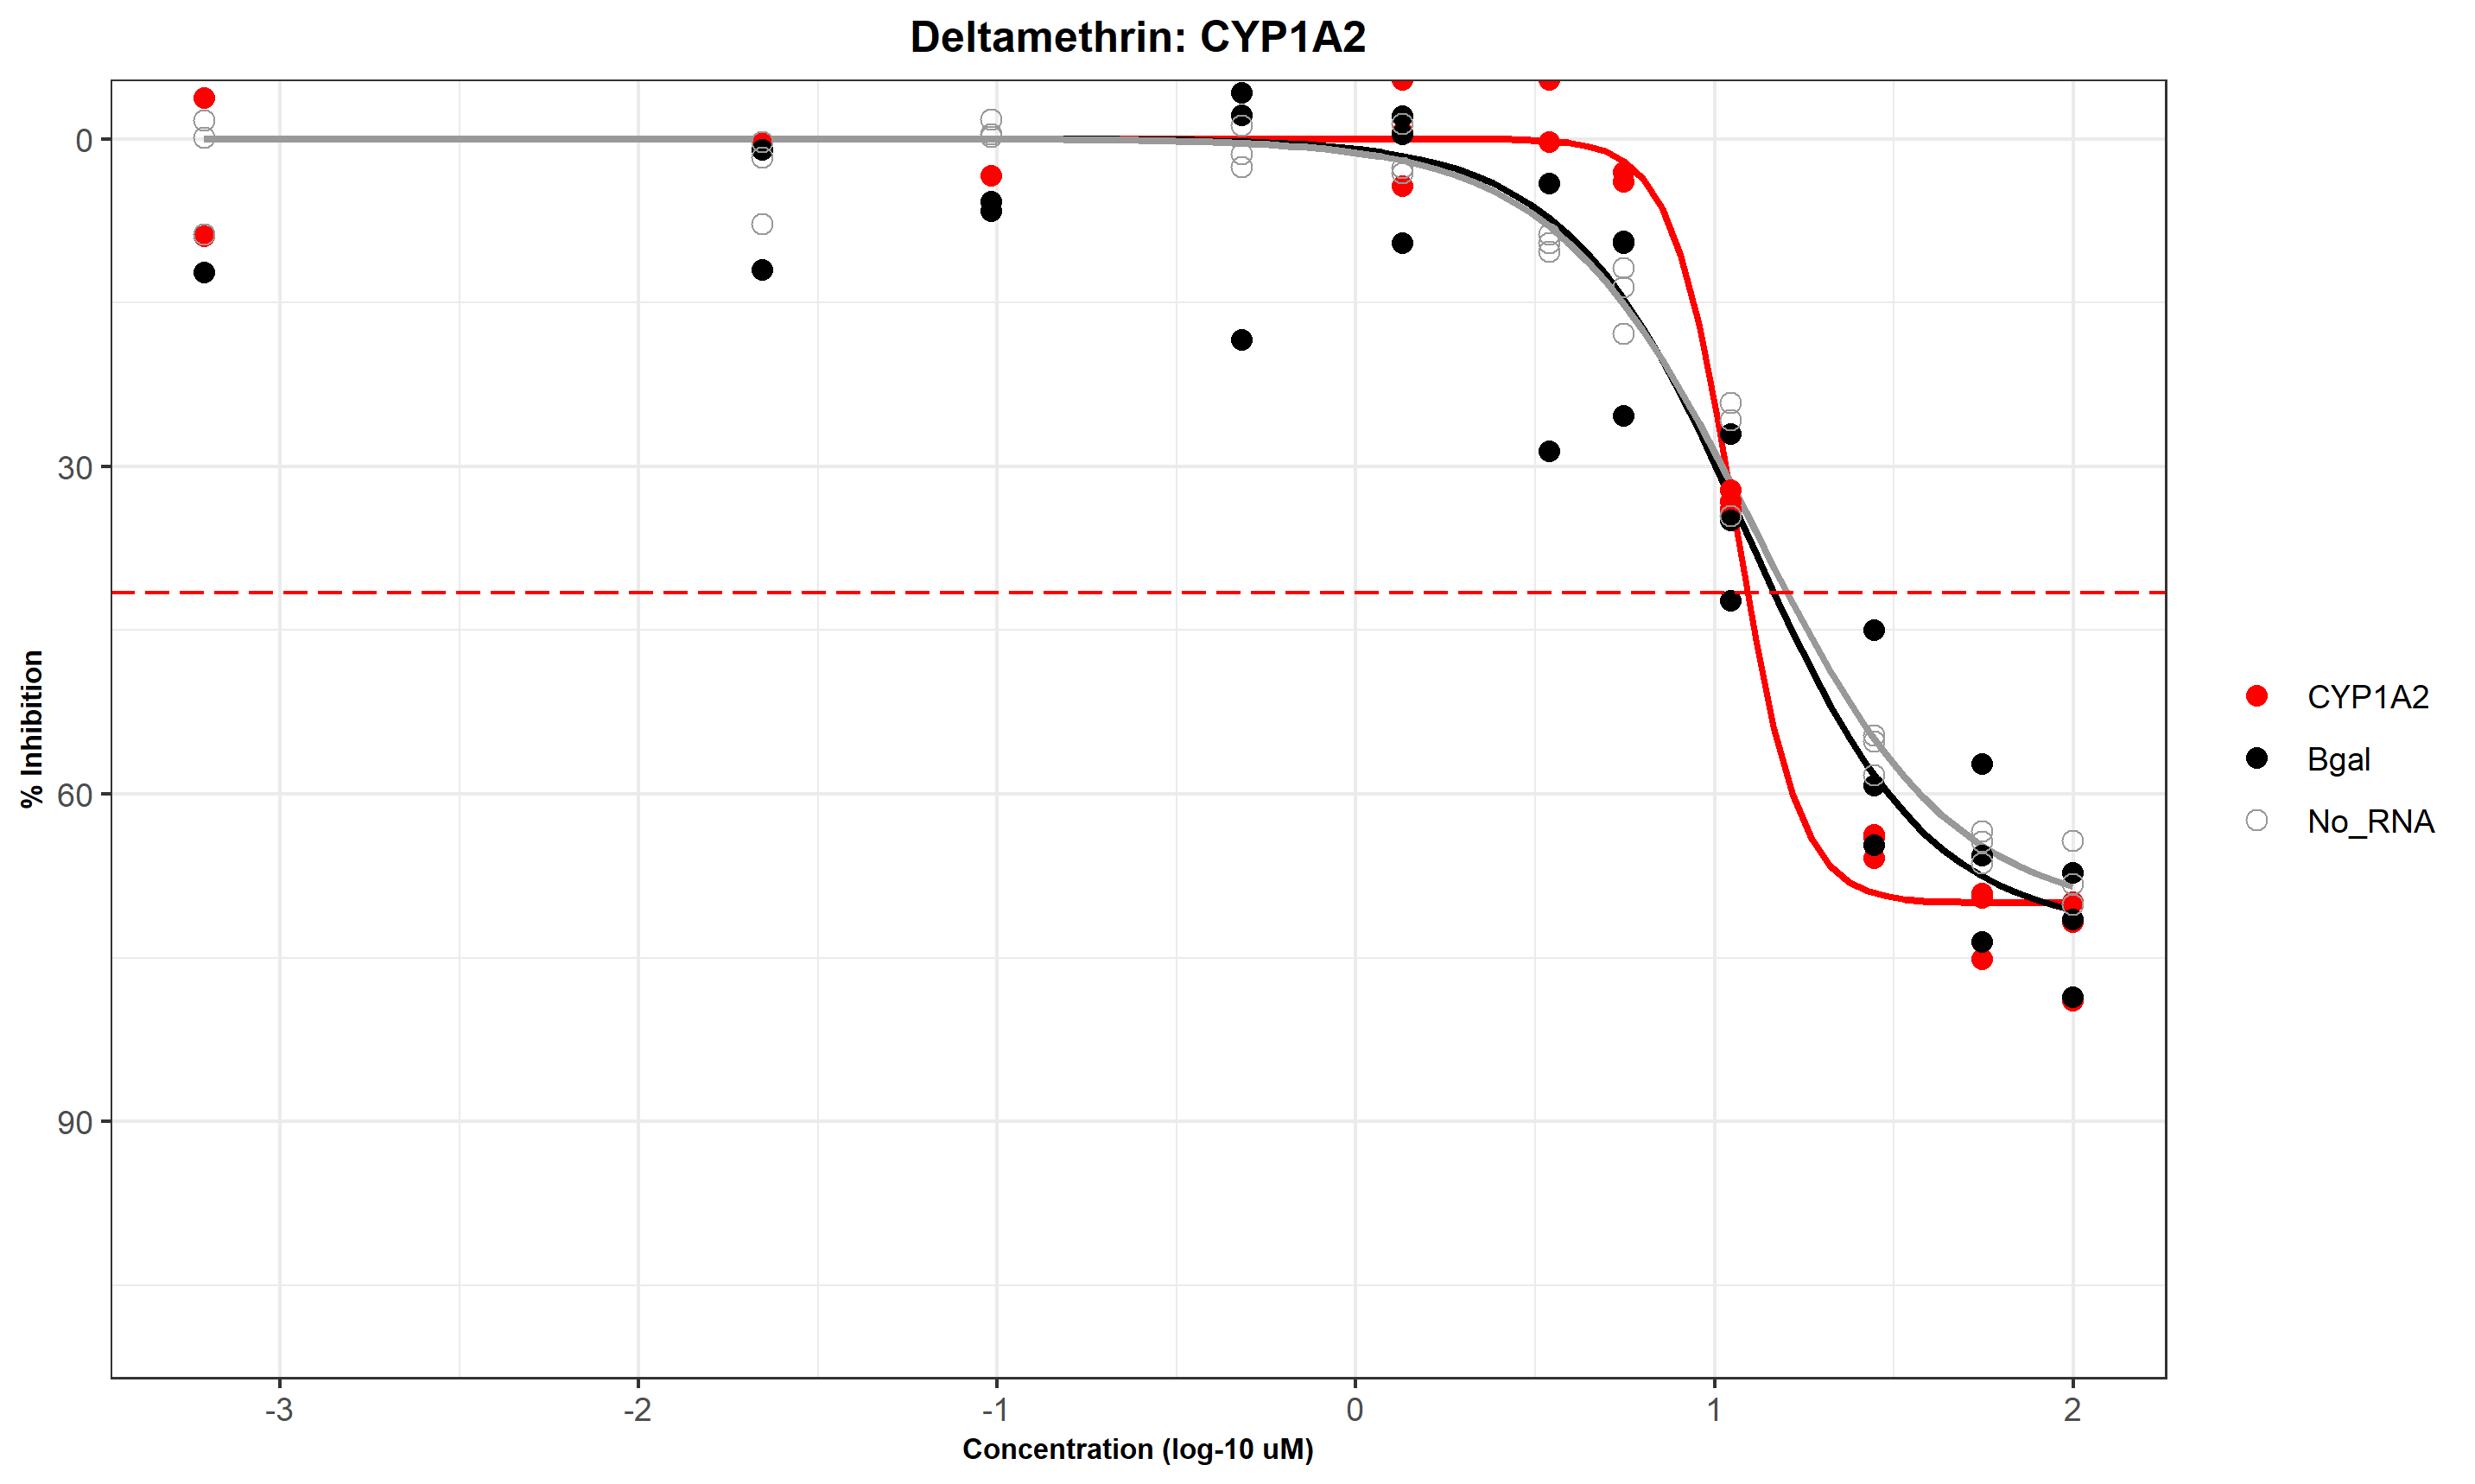 Deltamethrin: CYP1A2
0
30
60
90
% Inhibition
-3
-2
-1
0
1
2
Concentration (log-10 uM)
CYP1A2
Bgal
No_RNA